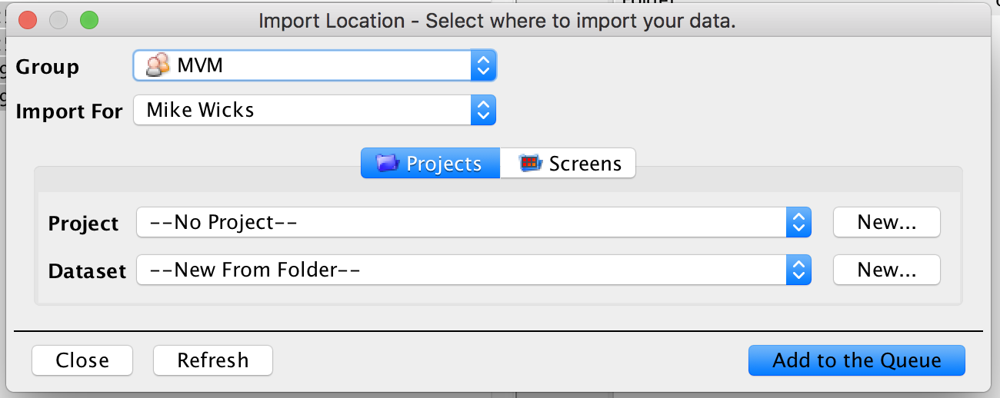 Import Location - Select where to import your data.
Group MVM
Import For Mike Wicks
Projects Screens
Project --No Project-- New...
Dataset --New From Folder-- New...
Close Refresh Add to the Queue